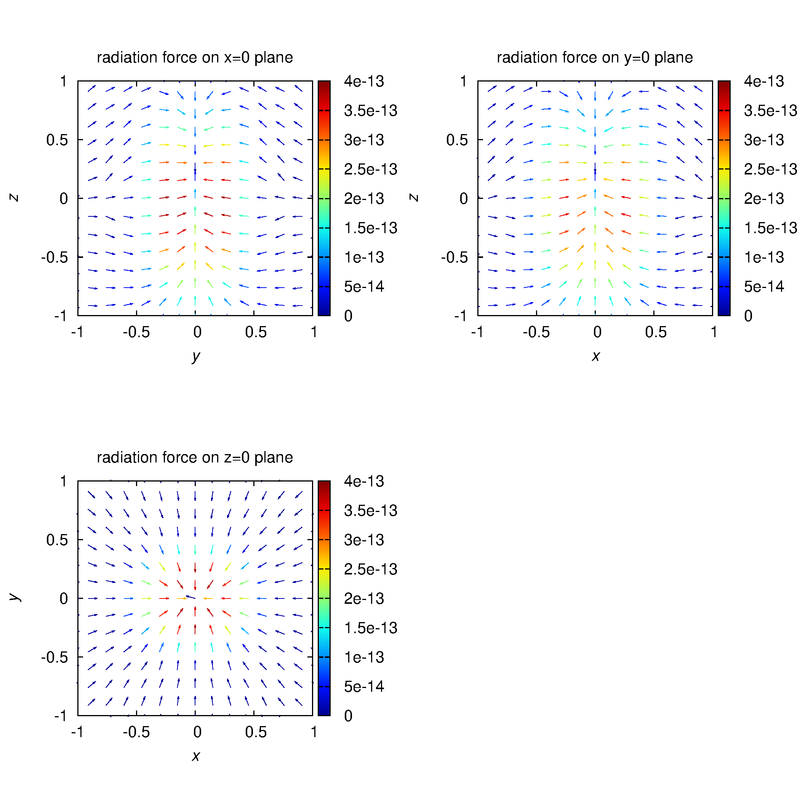 radiation force on x=0 plane
1
0.5
0
-0.5
-1
z
-1 -0.5 0 0.5 1
y
4e-13
3.5e-13
3e-13
2.5e-13
2e-13
1.5e-13
1e-13
5e-14
0
radiation force on y=0 plane
1
0.5
0
-0.5
-1
z
-1 -0.5 0 0.5 1
x
4e-13
3.5e-13
3e-13
2.5e-13
2e-13
1.5e-13
1e-13
5e-14
0
radiation force on z=0 plane
1
0.5
0
-0.5
-1
y
-1 -0.5 0 0.5 1
x
4e-13
3.5e-13
3e-13
2.5e-13
2e-13
1.5e-13
1e-13
5e-14
0